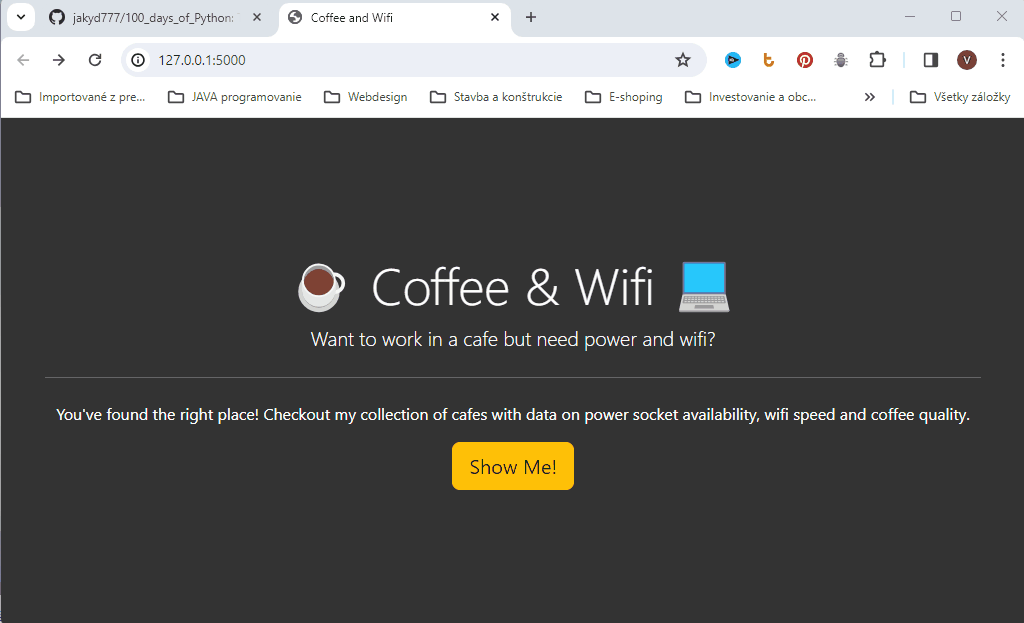 jakyd777/100_days_of_Python:
Coffee and Wifi
127.0.0.1:5000
V
Importované z pre...
JAVA programovanie
Webdesign
Stavba a konštrukcie
E-shoping
Investovanie a obc...
Všetky záložky
Coffee & Wifi
Want to work in a cafe but need power and wifi?
You've found the right place! Checkout my collection of cafes with data on power socket availability, wifi speed and coffee quality.
Show Me!